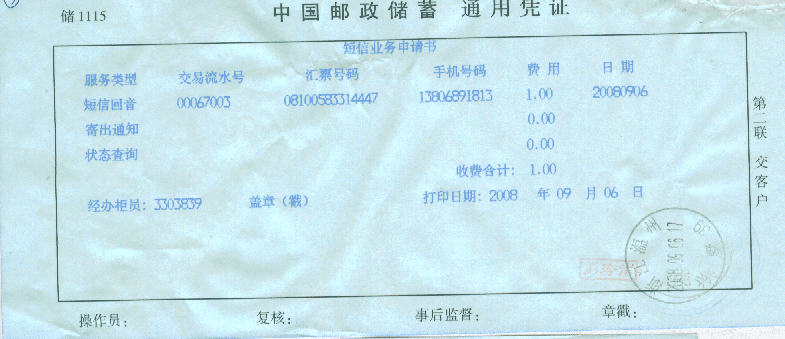 中国邮政储蓄 通用凭证
储1115
短信业务申请书
服务类型 交易流水号 汇票号码 手机号码 费用 日期
短信回音 00067003 08100583314447 13806891813 1.00 20080906
寄出通知 0.00
状态查询 0.00
收费合计: 1.00
经办柜员: 3303839 盖章（戳） 打印日期: 2008 年 09 月 06 日
第二联 交客户
温州
操作员： 复核： 事后监督： 章戳：